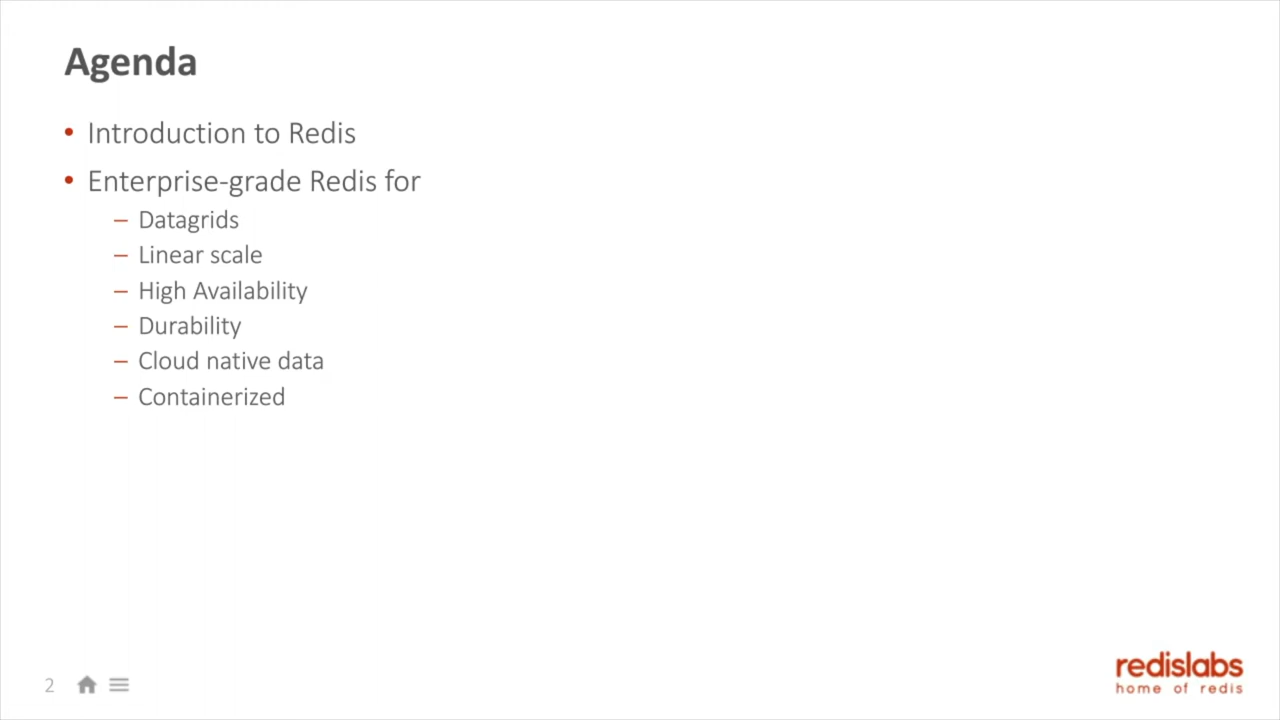 Agenda
• Introduction to Redis
• Enterprise-grade Redis for
– Datagrids
– Linear scale
– High Availability
– Durability
– Cloud native data
– Containerized
2
redislabs
home of redis